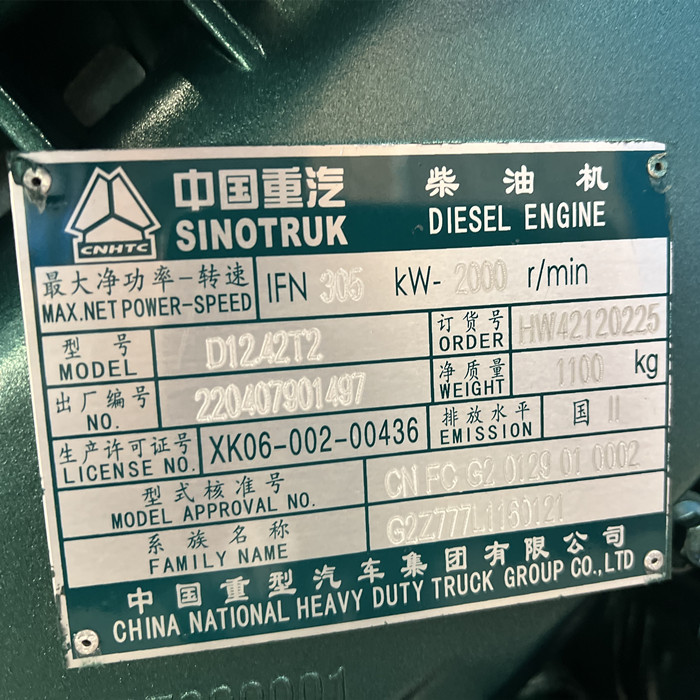 CNHTC
中国重汽 柴油机
SINOTRUK DIESEL ENGINE
最大净功率-转速
MAX.NET POWER-SPEED
IFN 305 kW- 2000 r/min
型号
MODEL
D12.42T2
订货号
ORDER
HW42120225
出厂编号
NO.
220407901497
净质量
WEIGHT
1100 kg
生产许可证号
LICENSE NO.
XK06-002-00436
排放水平
EMISSION
国 II
型式核准号
MODEL APPROVAL NO.
CN FC G2 0129 01 0002
系族名称
FAMILY NAME
G2Z777L1160121
中国重型汽车集团有限公司
CHINA NATIONAL HEAVY DUTY TRUCK GROUP CO.,LTD